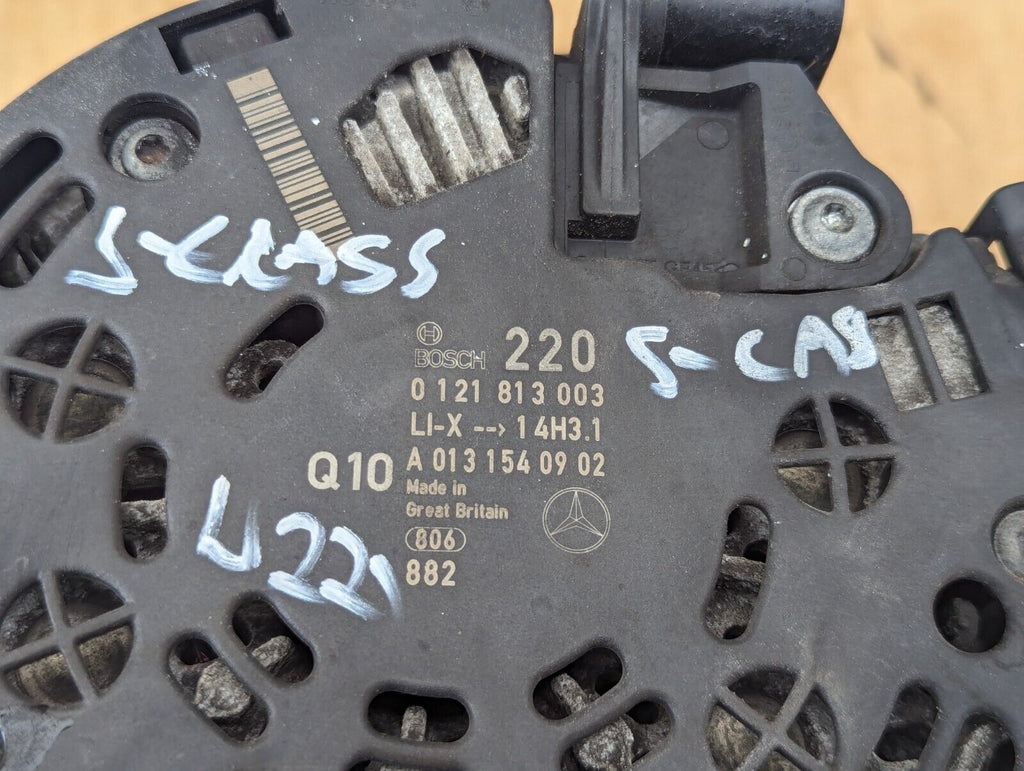 S-CLASS
BOSCH 220
S-CAS
0 121 813 003
LI-X --> 14H3.1
A 013 154 09 02
Q10
Made in
Great Britain
806
882
W221